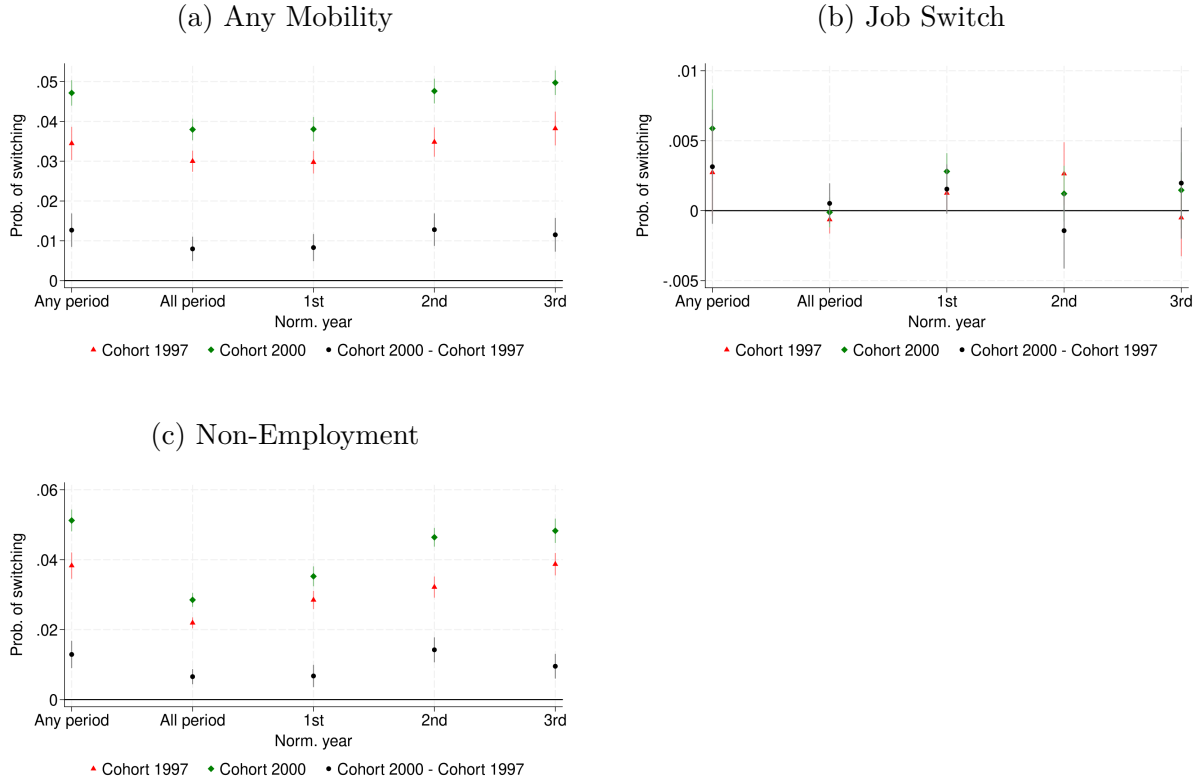 (a) Any Mobility
Prob. of switching
.05
.04
.03
.02
.01
0
Any period
All period
1st
2nd
3rd
Norm. year
Cohort 1997
Cohort 2000
Cohort 2000 - Cohort 1997
(b) Job Switch
Prob. of switching
.01
.005
0
-.005
Any period
All period
1st
2nd
3rd
Norm. year
Cohort 1997
Cohort 2000
Cohort 2000 - Cohort 1997
(c) Non-Employment
Prob. of switching
.06
.04
.02
0
Any period
All period
1st
2nd
3rd
Norm. year
Cohort 1997
Cohort 2000
Cohort 2000 - Cohort 1997